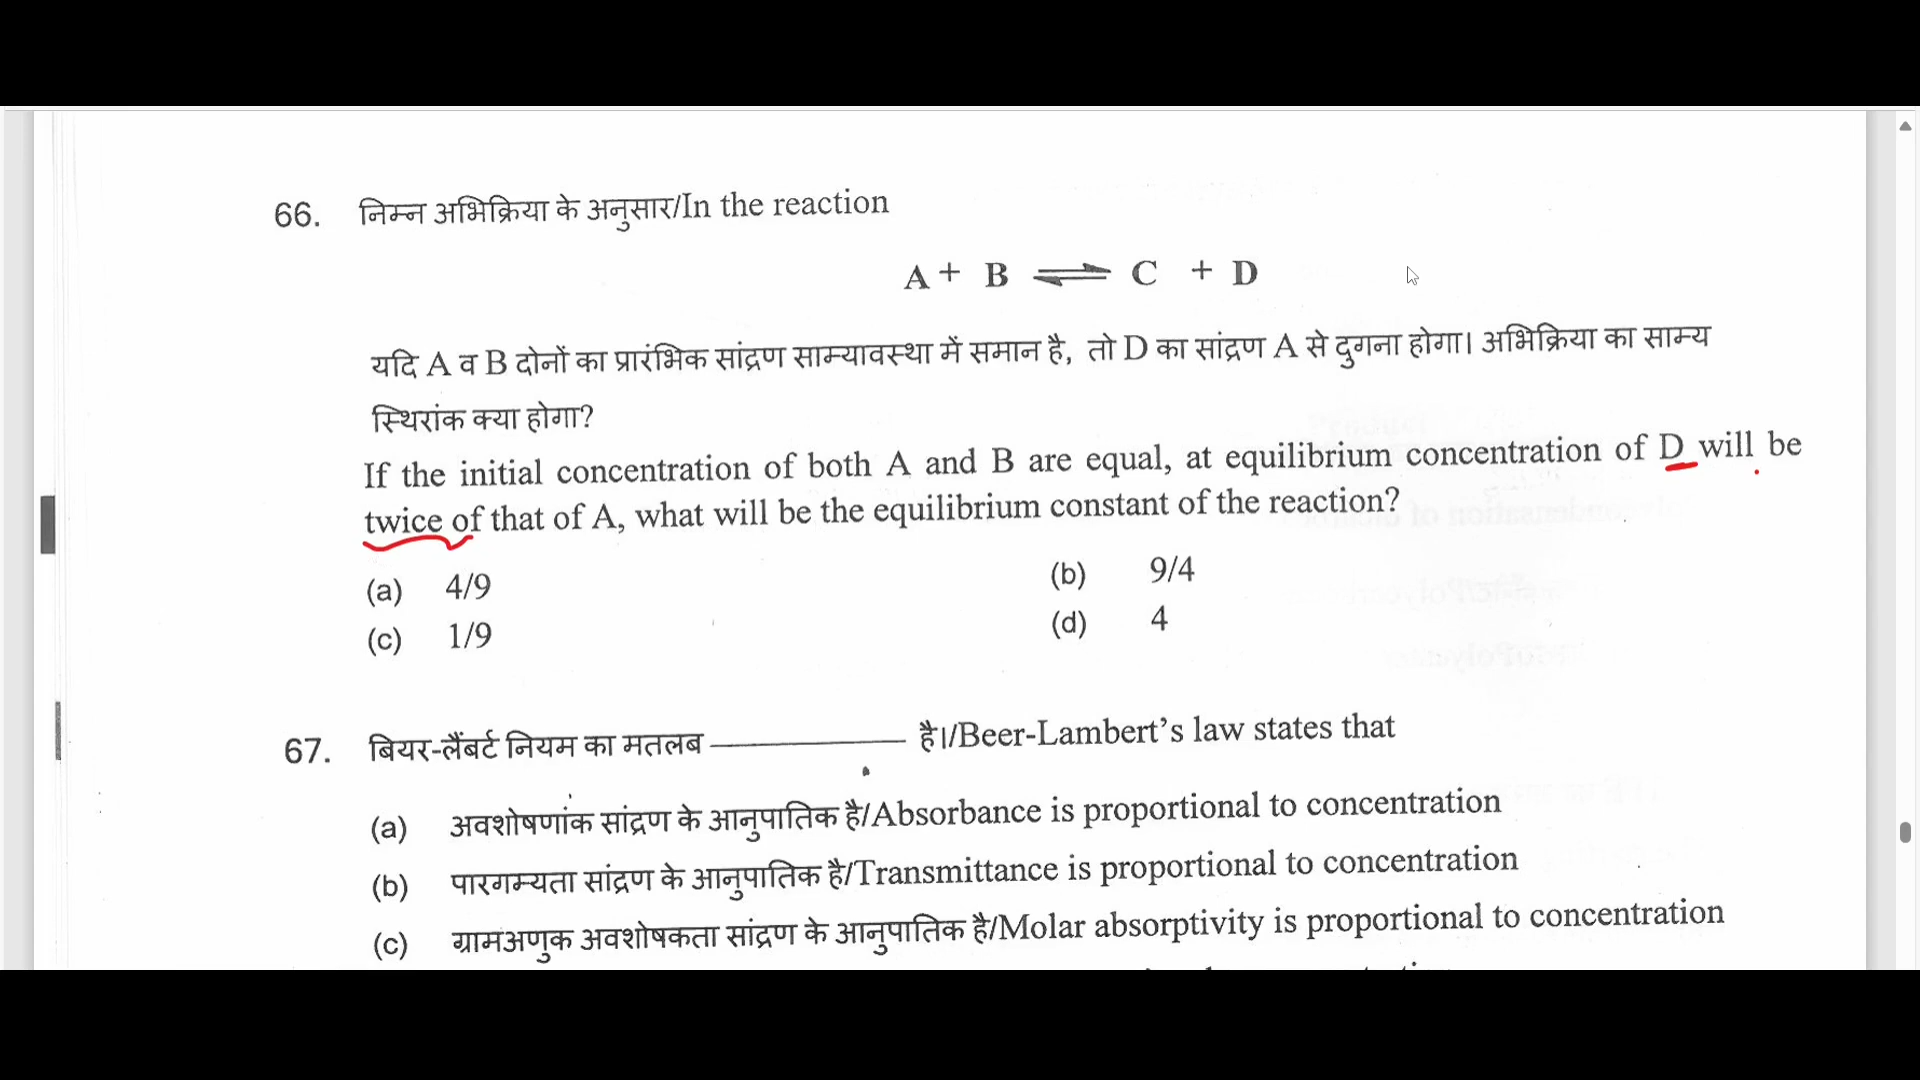 66. निम्न अभिक्रिया के अनुसार/In the reaction
A + B ⇌ C + D
यदि A व B दोनों का प्रारंभिक सांद्रण साम्यावस्था में समान है, तो D का सांद्रण A से दुगना होगा। अभिक्रिया का साम्य
स्थिरांक क्या होगा?
If the initial concentration of both A and B are equal, at equilibrium concentration of D will be
twice of that of A, what will be the equilibrium constant of the reaction?
(a) 4/9 (b) 9/4
(c) 1/9 (d) 4
67. बियर-लैंबर्ट नियम का मतलब ____________ है।/Beer-Lambert’s law states that
(a) अवशोषणांक सांद्रण के आनुपातिक है/Absorbance is proportional to concentration
(b) पारगम्यता सांद्रण के आनुपातिक है/Transmittance is proportional to concentration
(c) ग्रामअणुक अवशोषकता सांद्रण के आनुपातिक है/Molar absorptivity is proportional to concentration